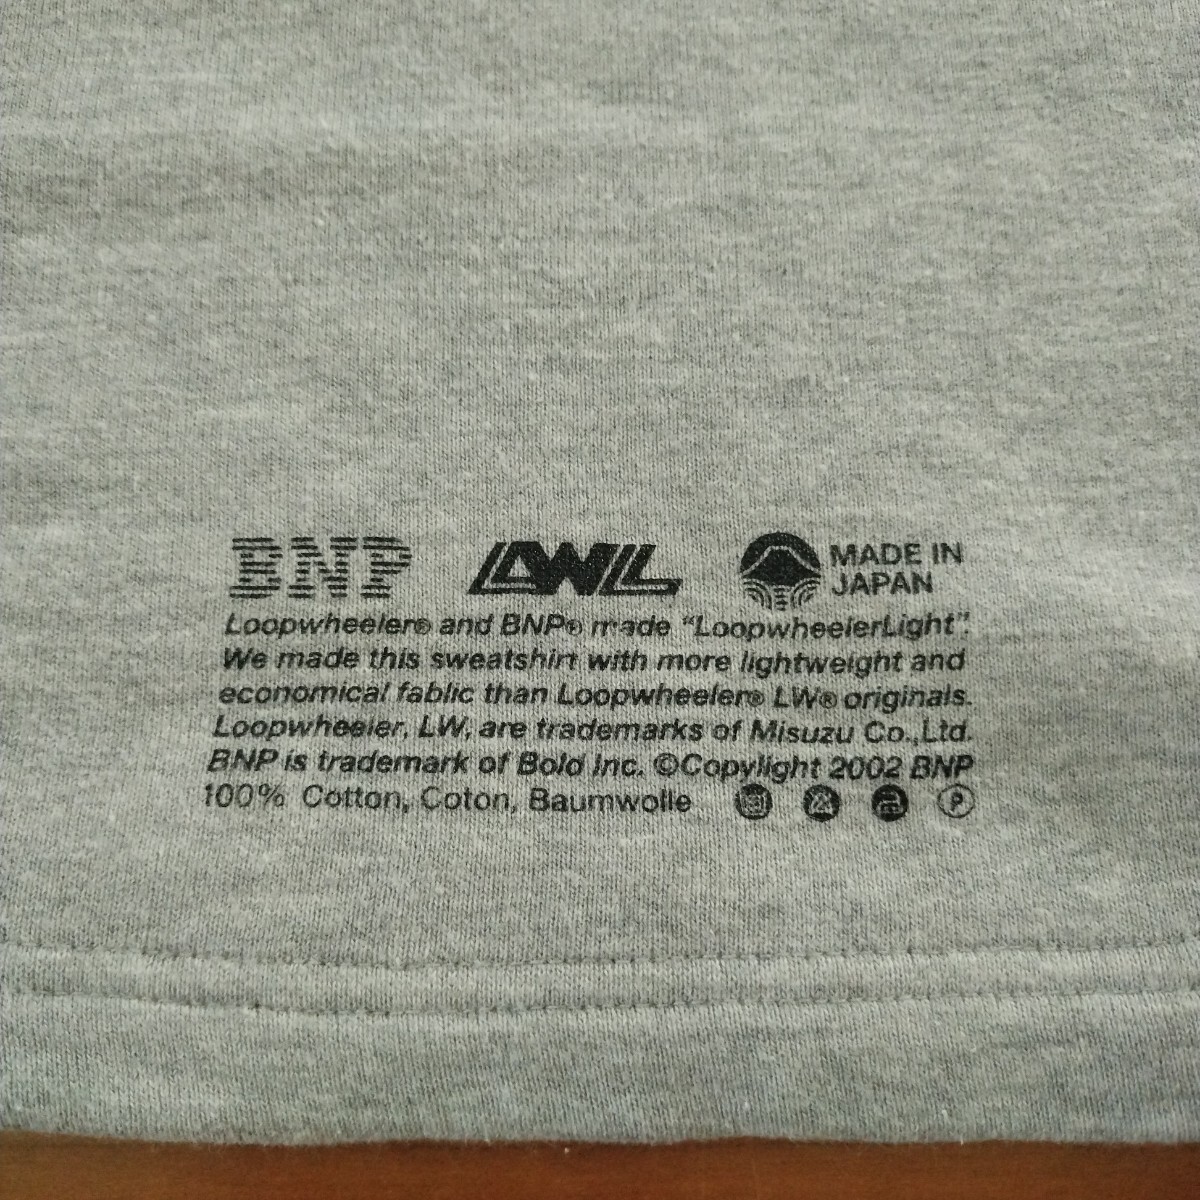 BNP LWL MADE IN
JAPAN
Loopwheeler® and BNP® made "LoopwheelerLight".
We made this sweatshirt with more lightweight and
economical fablic than Loopwheeler® LW® originals.
Loopwheeler, LW, are trademarks of Misuzu Co.,Ltd.
BNP is trademark of Bold Inc. ©Copylight 2002 BNP
100% Cotton, Coton, Baumwolle P